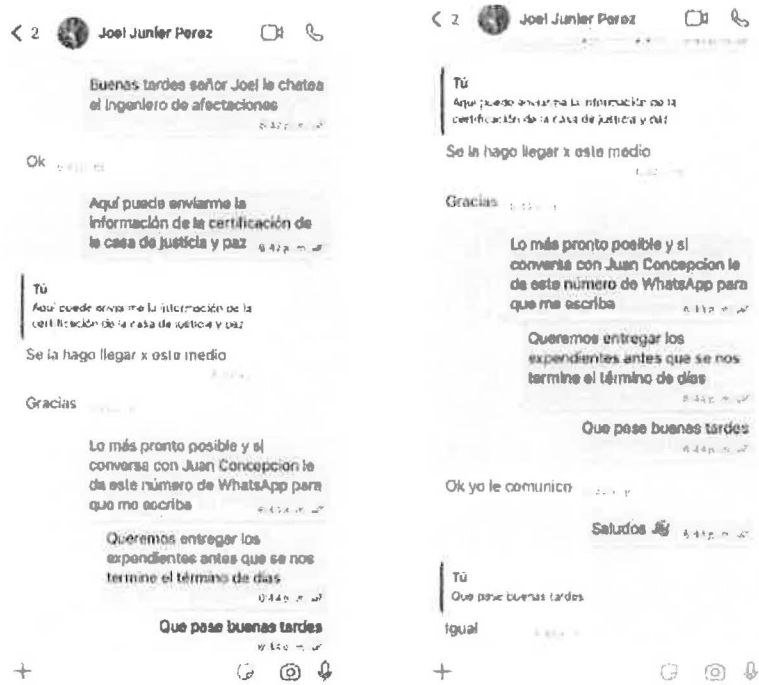 2 Joel Junier Perez
Buenas tardes señor Joel le chatea
el ingeniero de afectaciones
Ok
Aquí puede enviarme la
información de la certificación de
la casa de justicia y paz
Tú
Aquí puede enviarme la información de la
certificación de la casa de justicia y paz
Se la hago llegar x este medio
Gracias
Lo más pronto posible y si
conversa con Juan Concepcion le
da este número de WhatsApp para
que me escriba
Queremos entregar los
expendientes antes que se nos
termine el término de días
6:44 p. m.
Que pase buenas tardes
2 Joel Junier Perez
Tú
Aquí puede enviarme la información de la
certificación de la casa de justicia y paz
Se la hago llegar x este medio
Gracias
Lo más pronto posible y si
conversa con Juan Concepcion le
da este número de WhatsApp para
que me escriba
Queremos entregar los
expendientes antes que se nos
termine el término de días
Que pase buenas tardes
Ok yo le comunico
Saludos 👋
Tú
Que pase buenas tardes
Igual